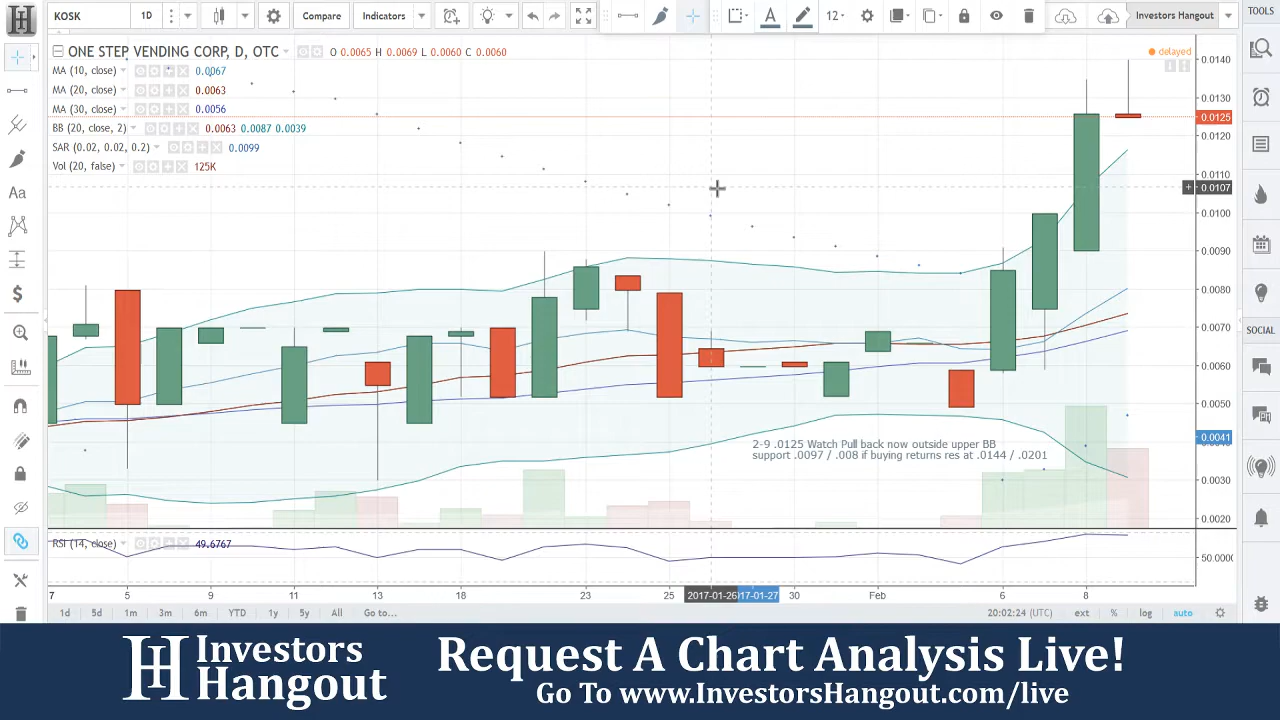 KOSK 1D Compare Indicators 12 Investors Hangout TOOLS
ONE STEP VENDING CORP, D, OTC O 0.0065 H 0.0069 L 0.0060 C 0.0060
delayed
MA (10, close) 0.0067
MA (20, close) 0.0063
MA (30, close) 0.0056
BB (20, close, 2) 0.0063 0.0087 0.0039
SAR (0.02, 0.02, 0.2) 0.0099
Vol (20, false) 125K
0.0140
0.0130
0.0125
0.0120
0.0110
0.0107
0.0100
0.0090
0.0080
0.0070
0.0060
0.0050
0.0041
0.0030
0.0020
SOCIAL
2-9 .0125 Watch Pull back now outside upper BB
support .0097 / .008 if buying returns res at .0144 / .0201
RSI (14, close) 49.6767
50.0000
7 5 9 11 13 18 23 25 2017-01-26 17-01-27 30 Feb 6 8
1d 5d 1m 3m 6m YTD 1y 5y All Go to... 20:02:24 (UTC) ext % log auto
H Investors Hangout
Request A Chart Analysis Live!
Go To www.InvestorsHangout.com/live